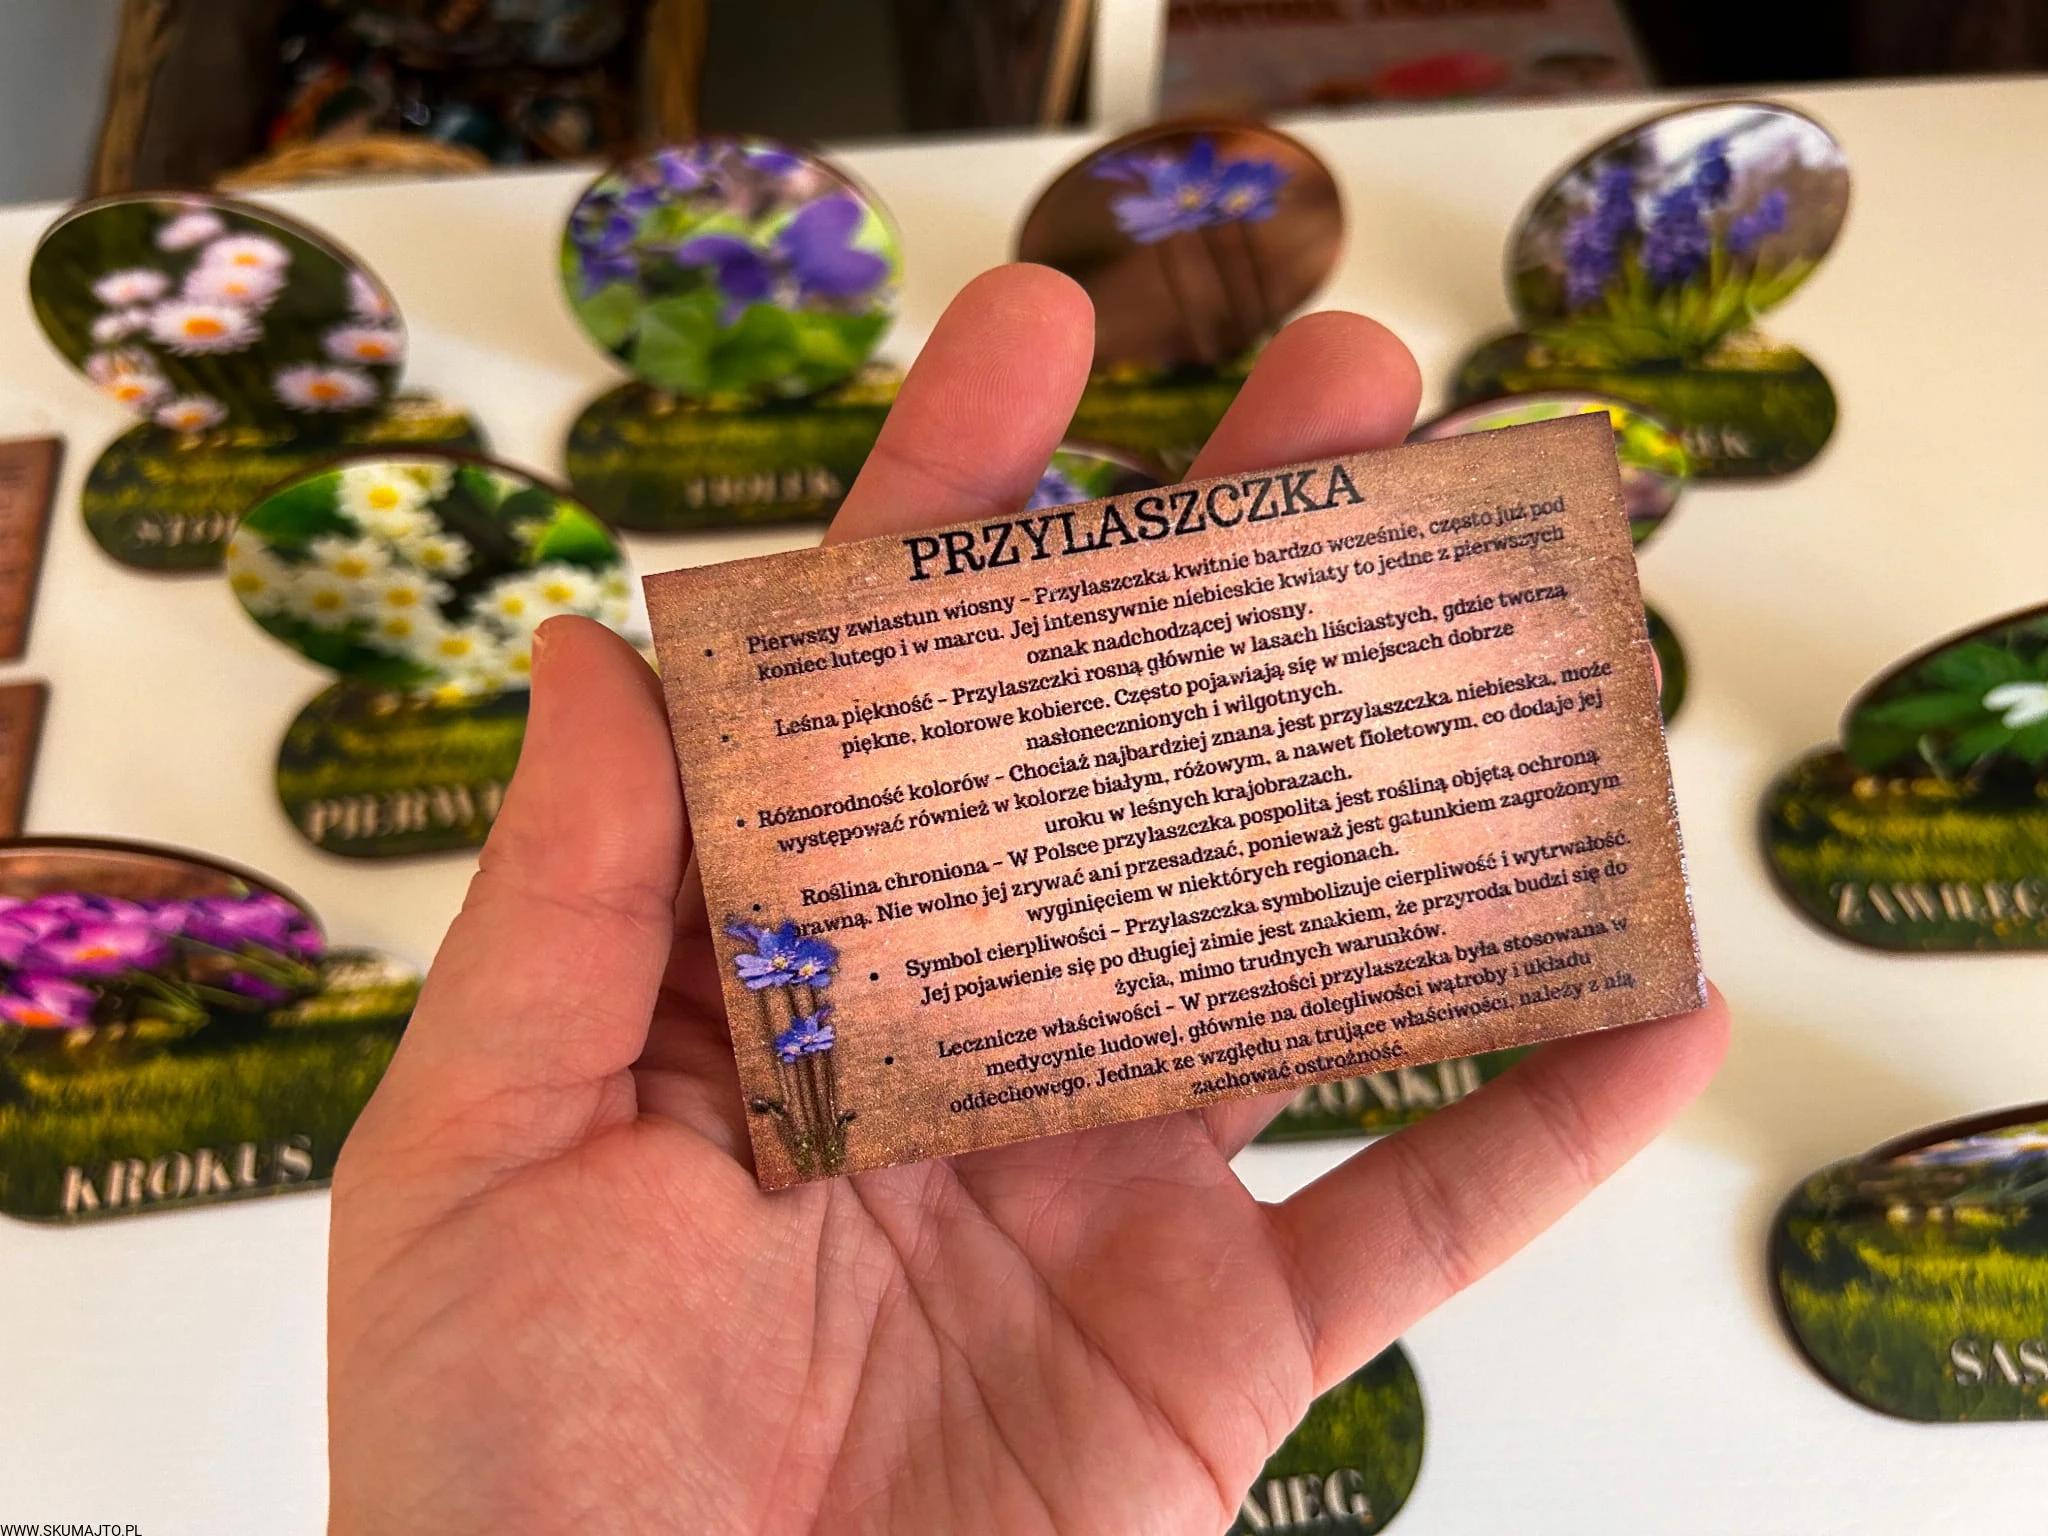 PRZYLASZCZKA
Pierwszy zwiastun wiosny – Przylaszczka kwitnie bardzo wcześnie, często już pod
koniec lutego i w marcu. Jej intensywnie niebieskie kwiaty to jedne z pierwszych
oznak nadchodzącej wiosny.
Leśna piękność – Przylaszczki rosną głównie w lasach liściastych, gdzie tworzą
piękne, kolorowe kobierce. Często pojawiają się w miejscach dobrze
nasłonecznionych i wilgotnych.
Różnorodność kolorów – Chociaż najbardziej znana jest przylaszczka niebieska, może
występować również w kolorze białym, różowym, a nawet fioletowym, co dodaje jej
uroku w leśnych krajobrazach.
Roślina chroniona – W Polsce przylaszczka pospolita jest rośliną objętą ochroną
prawną. Nie wolno jej zrywać ani przesadzać, ponieważ jest gatunkiem zagrożonym
wyginięciem w niektórych regionach.
Symbol cierpliwości – Przylaszczka symbolizuje cierpliwość i wytrwałość.
Jej pojawienie się po długiej zimie jest znakiem, że przyroda budzi się do
życia, mimo trudnych warunków.
Lecznicze właściwości – W przeszłości przylaszczka była stosowana w
medycynie ludowej, głównie na dolegliwości wątroby i układu
oddechowego. Jednak ze względu na trujące właściwości, należy z nią
zachować ostrożność.
KROKUS
WWW.SKUMAJTO.PL